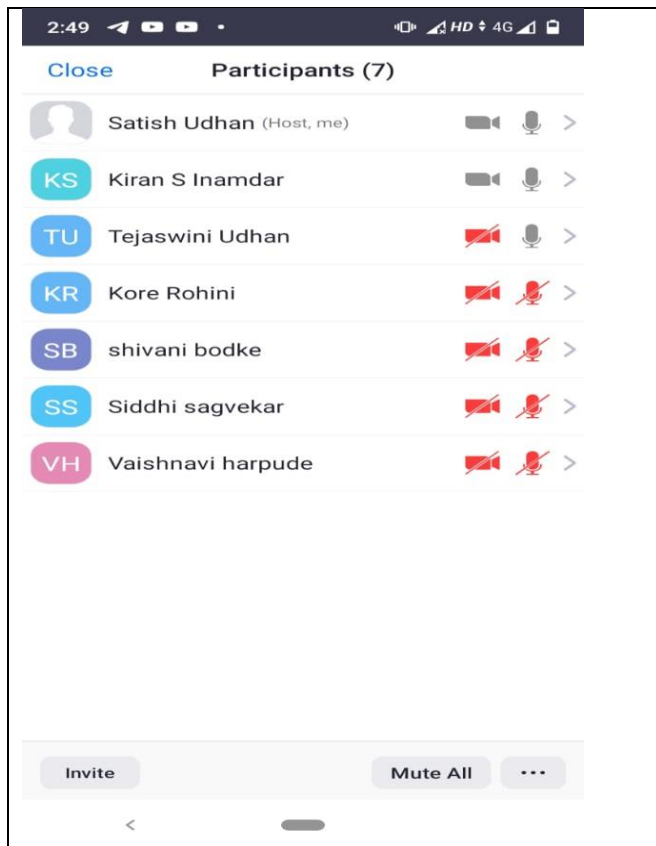 2:49 HD 4G
Close Participants (7)
Satish Udhan (Host, me)
KS Kiran S Inamdar
TU Tejaswini Udhan
KR Kore Rohini
SB shivani bodke
SS Siddhi sagvekar
VH Vaishnavi harpude
Invite Mute All ...